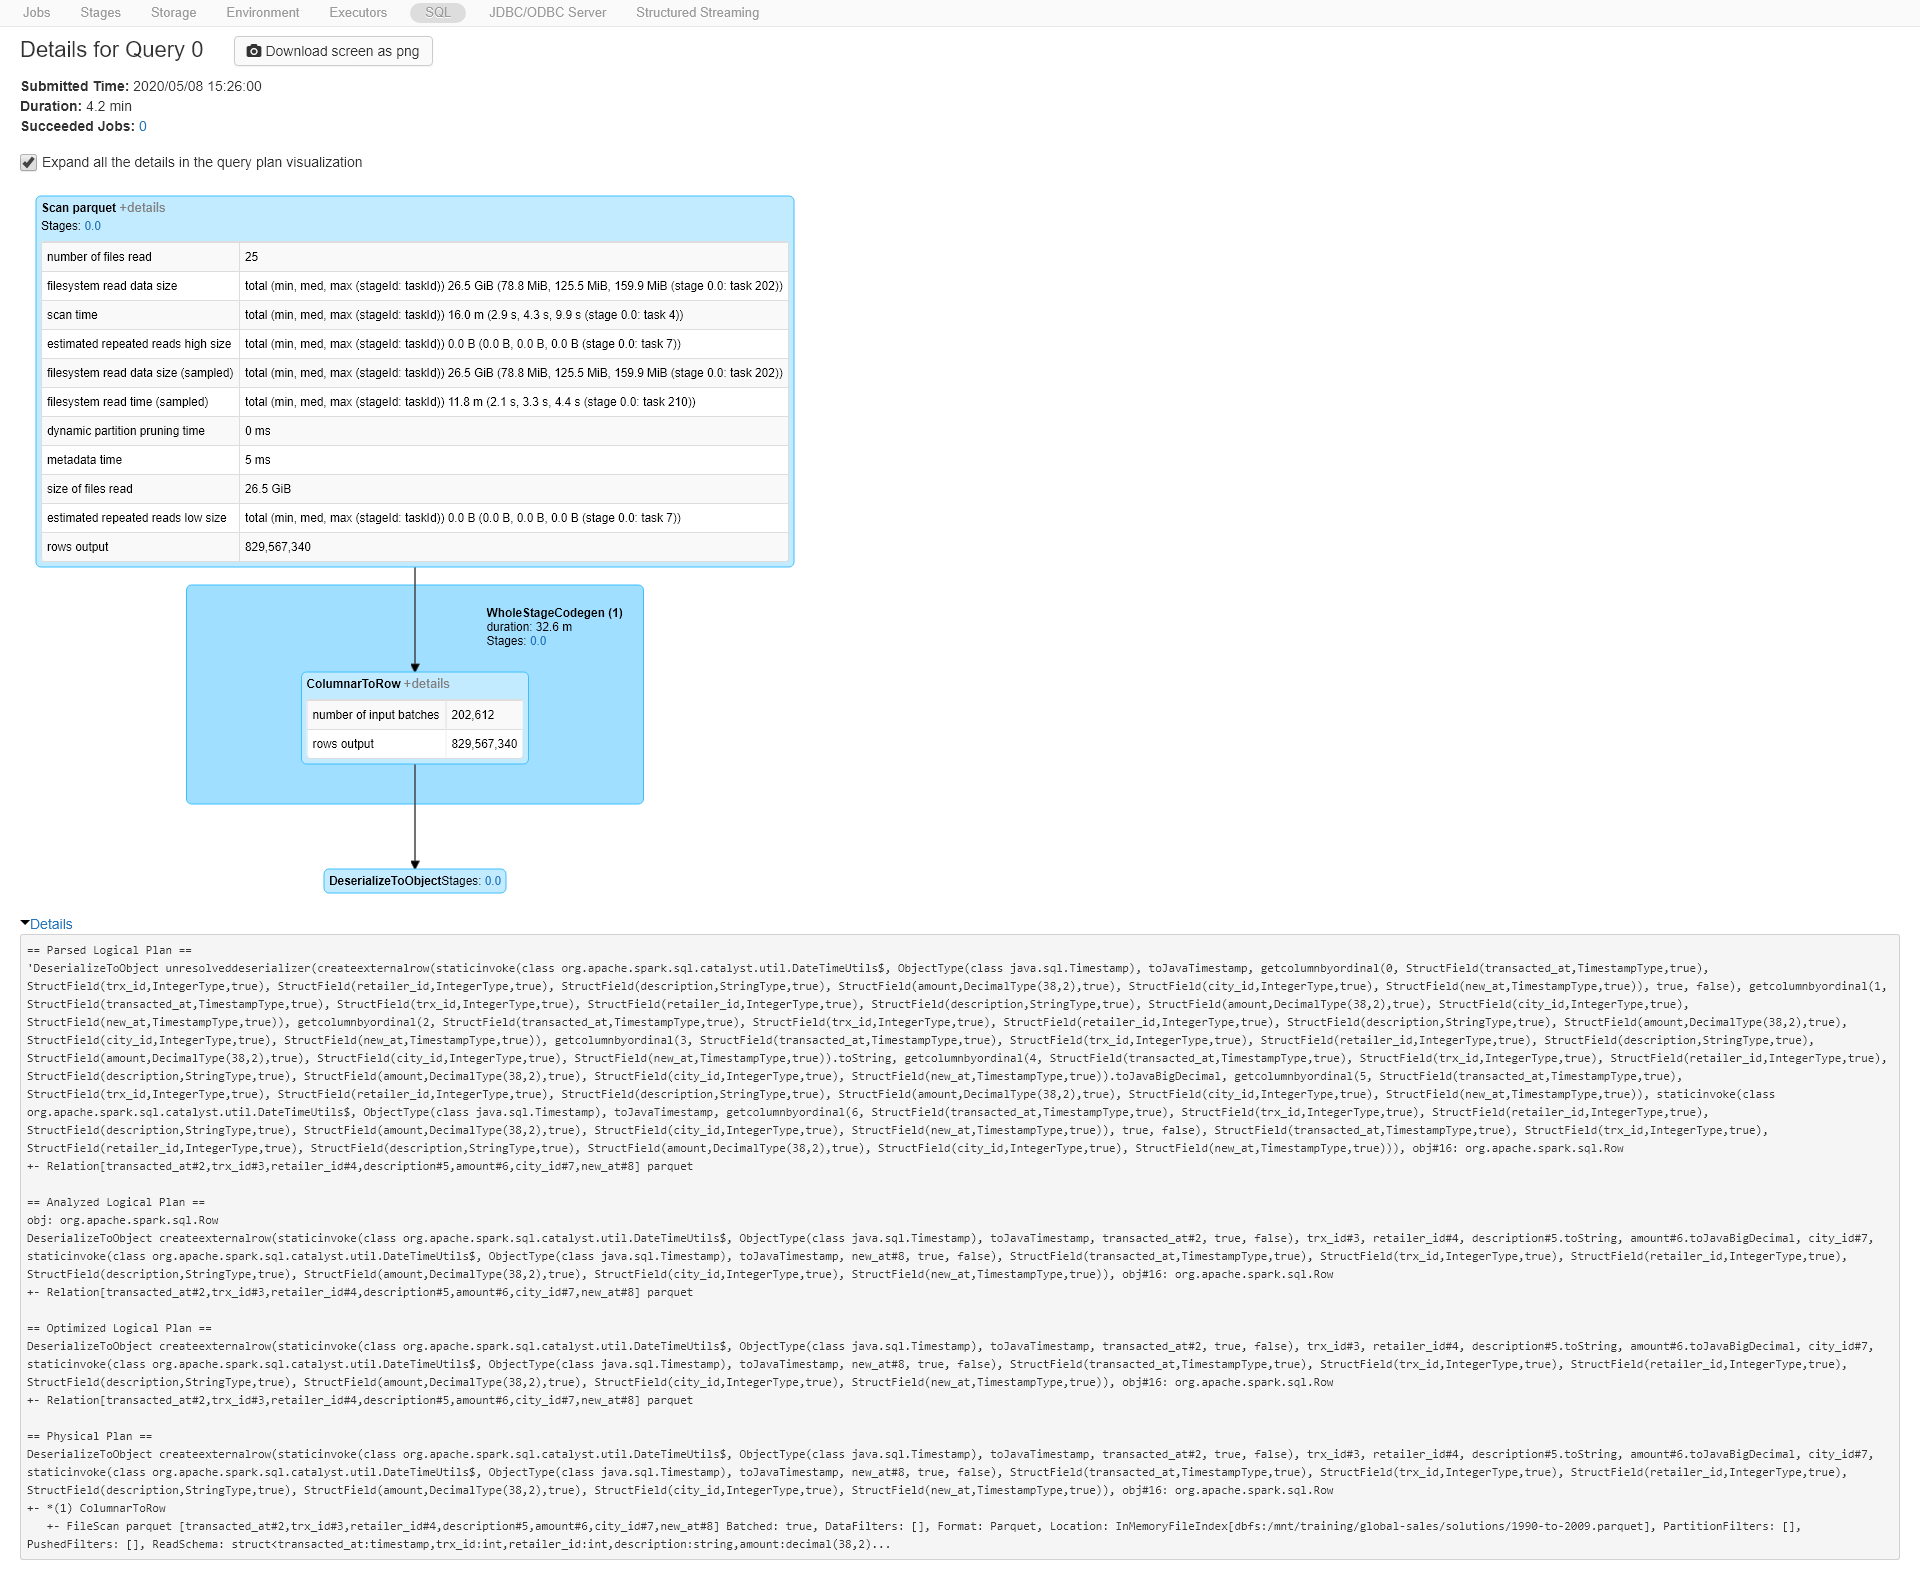 Jobs Stages Storage Environment Executors SQL JDBC/ODBC Server Structured Streaming
Details for Query 0 Download screen as png
Submitted Time: 2020/05/08 15:26:00
Duration: 4.2 min
Succeeded Jobs: 0
Expand all the details in the query plan visualization
Scan parquet +details
Stages: 0.0
number of files read 25
filesystem read data size total (min, med, max (stageId: taskId)) 26.5 GiB (78.8 MiB, 125.5 MiB, 159.9 MiB (stage 0.0: task 202))
scan time total (min, med, max (stageId: taskId)) 16.0 m (2.9 s, 4.3 s, 9.9 s (stage 0.0: task 4))
estimated repeated reads high size total (min, med, max (stageId: taskId)) 0.0 B (0.0 B, 0.0 B, 0.0 B (stage 0.0: task 7))
filesystem read data size (sampled) total (min, med, max (stageId: taskId)) 26.5 GiB (78.8 MiB, 125.5 MiB, 159.9 MiB (stage 0.0: task 202))
filesystem read time (sampled) total (min, med, max (stageId: taskId)) 11.8 m (2.1 s, 3.3 s, 4.4 s (stage 0.0: task 210))
dynamic partition pruning time 0 ms
metadata time 5 ms
size of files read 26.5 GiB
estimated repeated reads low size total (min, med, max (stageId: taskId)) 0.0 B (0.0 B, 0.0 B, 0.0 B (stage 0.0: task 7))
rows output 829,567,340
WholeStageCodegen (1)
duration: 32.6 m
Stages: 0.0
ColumnarToRow +details
number of input batches 202,612
rows output 829,567,340
DeserializeToObjectStages: 0.0
Details
== Parsed Logical Plan ==
'DeserializeToObject unresolveddeserializer(createexternalrow(staticinvoke(class org.apache.spark.sql.catalyst.util.DateTimeUtils$, ObjectType(class java.sql.Timestamp), toJavaTimestamp, getcolumnbyordinal(0, StructField(transacted_at,TimestampType,true),
StructField(trx_id,IntegerType,true), StructField(retailer_id,IntegerType,true), StructField(description,StringType,true), StructField(amount,DecimalType(38,2),true), StructField(city_id,IntegerType,true), StructField(new_at,TimestampType,true)), true, false), getcolumnbyordinal(1,
StructField(transacted_at,TimestampType,true), StructField(trx_id,IntegerType,true), StructField(retailer_id,IntegerType,true), StructField(description,StringType,true), StructField(amount,DecimalType(38,2),true), StructField(city_id,IntegerType,true),
StructField(new_at,TimestampType,true)), getcolumnbyordinal(2, StructField(transacted_at,TimestampType,true), StructField(trx_id,IntegerType,true), StructField(retailer_id,IntegerType,true), StructField(description,StringType,true), StructField(amount,DecimalType(38,2),true),
StructField(city_id,IntegerType,true), StructField(new_at,TimestampType,true)), getcolumnbyordinal(3, StructField(transacted_at,TimestampType,true), StructField(trx_id,IntegerType,true), StructField(retailer_id,IntegerType,true), StructField(description,StringType,true),
StructField(amount,DecimalType(38,2),true), StructField(city_id,IntegerType,true), StructField(new_at,TimestampType,true)).toString, getcolumnbyordinal(4, StructField(transacted_at,TimestampType,true), StructField(trx_id,IntegerType,true), StructField(retailer_id,IntegerType,true),
StructField(description,StringType,true), StructField(amount,DecimalType(38,2),true), StructField(city_id,IntegerType,true), StructField(new_at,TimestampType,true)).toJavaBigDecimal, getcolumnbyordinal(5, StructField(transacted_at,TimestampType,true),
StructField(trx_id,IntegerType,true), StructField(retailer_id,IntegerType,true), StructField(description,StringType,true), StructField(amount,DecimalType(38,2),true), StructField(city_id,IntegerType,true), StructField(new_at,TimestampType,true)), staticinvoke(class
org.apache.spark.sql.catalyst.util.DateTimeUtils$, ObjectType(class java.sql.Timestamp), toJavaTimestamp, getcolumnbyordinal(6, StructField(transacted_at,TimestampType,true), StructField(trx_id,IntegerType,true), StructField(retailer_id,IntegerType,true),
StructField(description,StringType,true), StructField(amount,DecimalType(38,2),true), StructField(city_id,IntegerType,true), StructField(new_at,TimestampType,true)), true, false), StructField(transacted_at,TimestampType,true), StructField(trx_id,IntegerType,true),
StructField(retailer_id,IntegerType,true), StructField(description,StringType,true), StructField(amount,DecimalType(38,2),true), StructField(city_id,IntegerType,true), StructField(new_at,TimestampType,true))), obj#16: org.apache.spark.sql.Row
+- Relation[transacted_at#2,trx_id#3,retailer_id#4,description#5,amount#6,city_id#7,new_at#8] parquet
== Analyzed Logical Plan ==
obj: org.apache.spark.sql.Row
DeserializeToObject createexternalrow(staticinvoke(class org.apache.spark.sql.catalyst.util.DateTimeUtils$, ObjectType(class java.sql.Timestamp), toJavaTimestamp, transacted_at#2, true, false), trx_id#3, retailer_id#4, description#5.toString, amount#6.toJavaBigDecimal, city_id#7,
staticinvoke(class org.apache.spark.sql.catalyst.util.DateTimeUtils$, ObjectType(class java.sql.Timestamp), toJavaTimestamp, new_at#8, true, false), StructField(transacted_at,TimestampType,true), StructField(trx_id,IntegerType,true), StructField(retailer_id,IntegerType,true),
StructField(description,StringType,true), StructField(amount,DecimalType(38,2),true), StructField(city_id,IntegerType,true), StructField(new_at,TimestampType,true)), obj#16: org.apache.spark.sql.Row
+- Relation[transacted_at#2,trx_id#3,retailer_id#4,description#5,amount#6,city_id#7,new_at#8] parquet
== Optimized Logical Plan ==
DeserializeToObject createexternalrow(staticinvoke(class org.apache.spark.sql.catalyst.util.DateTimeUtils$, ObjectType(class java.sql.Timestamp), toJavaTimestamp, transacted_at#2, true, false), trx_id#3, retailer_id#4, description#5.toString, amount#6.toJavaBigDecimal, city_id#7,
staticinvoke(class org.apache.spark.sql.catalyst.util.DateTimeUtils$, ObjectType(class java.sql.Timestamp), toJavaTimestamp, new_at#8, true, false), StructField(transacted_at,TimestampType,true), StructField(trx_id,IntegerType,true), StructField(retailer_id,IntegerType,true),
StructField(description,StringType,true), StructField(amount,DecimalType(38,2),true), StructField(city_id,IntegerType,true), StructField(new_at,TimestampType,true)), obj#16: org.apache.spark.sql.Row
+- Relation[transacted_at#2,trx_id#3,retailer_id#4,description#5,amount#6,city_id#7,new_at#8] parquet
== Physical Plan ==
DeserializeToObject createexternalrow(staticinvoke(class org.apache.spark.sql.catalyst.util.DateTimeUtils$, ObjectType(class java.sql.Timestamp), toJavaTimestamp, transacted_at#2, true, false), trx_id#3, retailer_id#4, description#5.toString, amount#6.toJavaBigDecimal, city_id#7,
staticinvoke(class org.apache.spark.sql.catalyst.util.DateTimeUtils$, ObjectType(class java.sql.Timestamp), toJavaTimestamp, new_at#8, true, false), StructField(transacted_at,TimestampType,true), StructField(trx_id,IntegerType,true), StructField(retailer_id,IntegerType,true),
StructField(description,StringType,true), StructField(amount,DecimalType(38,2),true), StructField(city_id,IntegerType,true), StructField(new_at,TimestampType,true)), obj#16: org.apache.spark.sql.Row
+- *(1) ColumnarToRow
+- FileScan parquet [transacted_at#2,trx_id#3,retailer_id#4,description#5,amount#6,city_id#7,new_at#8] Batched: true, DataFilters: [], Format: Parquet, Location: InMemoryFileIndex[dbfs:/mnt/training/global-sales/solutions/1990-to-2009.parquet], PartitionFilters: [],
PushedFilters: [], ReadSchema: struct<transacted_at:timestamp,trx_id:int,retailer_id:int,description:string,amount:decimal(38,2)...